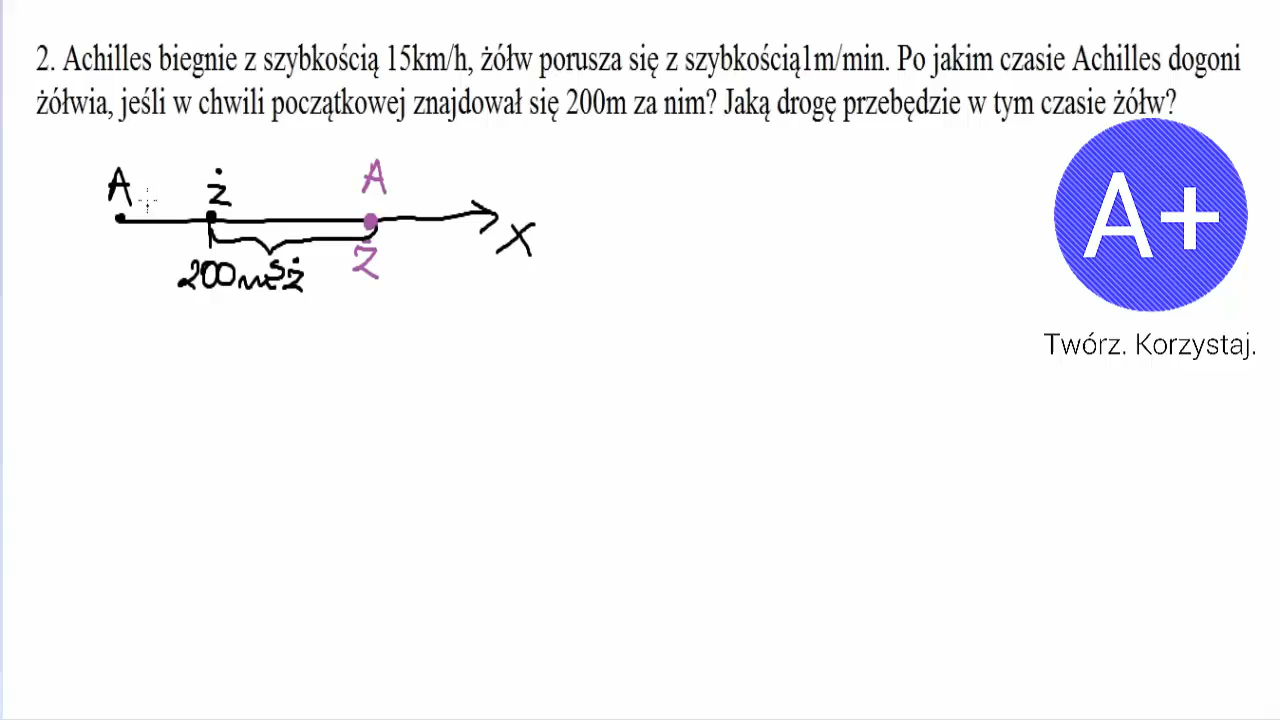 2. Achilles biegnie z szybkością 15km/h, żółw porusza się z szybkością1m/min. Po jakim czasie Achilles dogoni
żółwia, jeśli w chwili początkowej znajdował się 200m za nim? Jaką drogę przebędzie w tym czasie żółw?
A ż A
x
200m Sż Ż
A+
Twórz. Korzystaj.